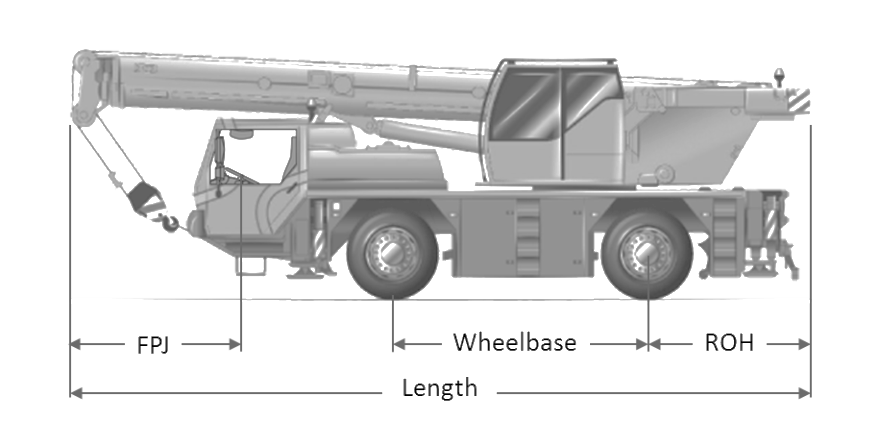 FPJ
Wheelbase
ROH
Length